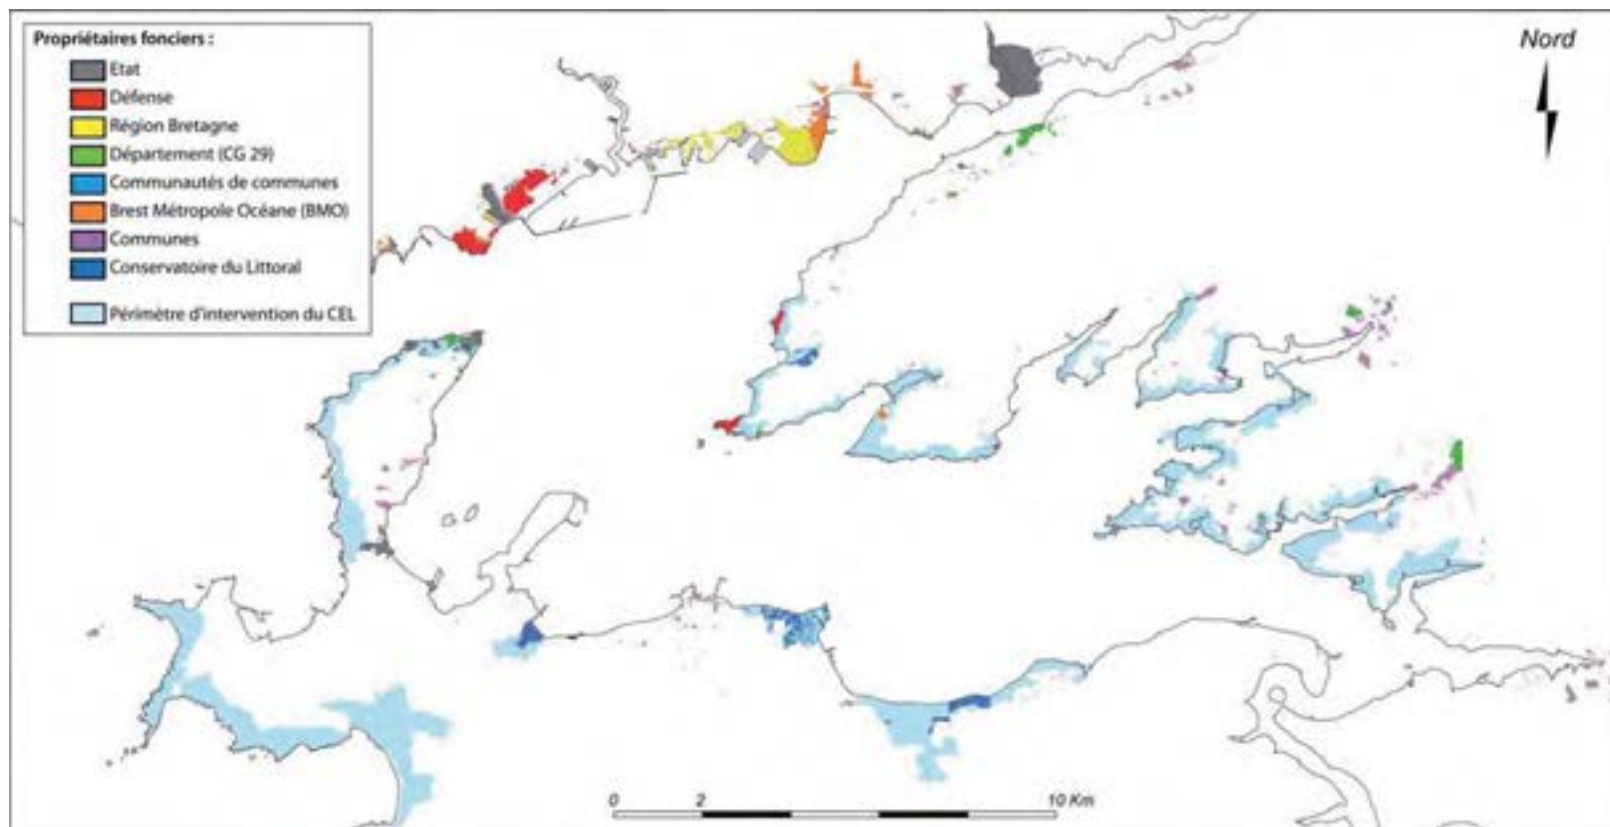 Propriétaires fonciers :
Etat
Défense
Région Bretagne
Département (CG 29)
Communautés de communes
Brest Métropole Océane (BMO)
Communes
Conservatoire du Littoral
Périmètre d'intervention du CEL
Nord
0 2 10 Km